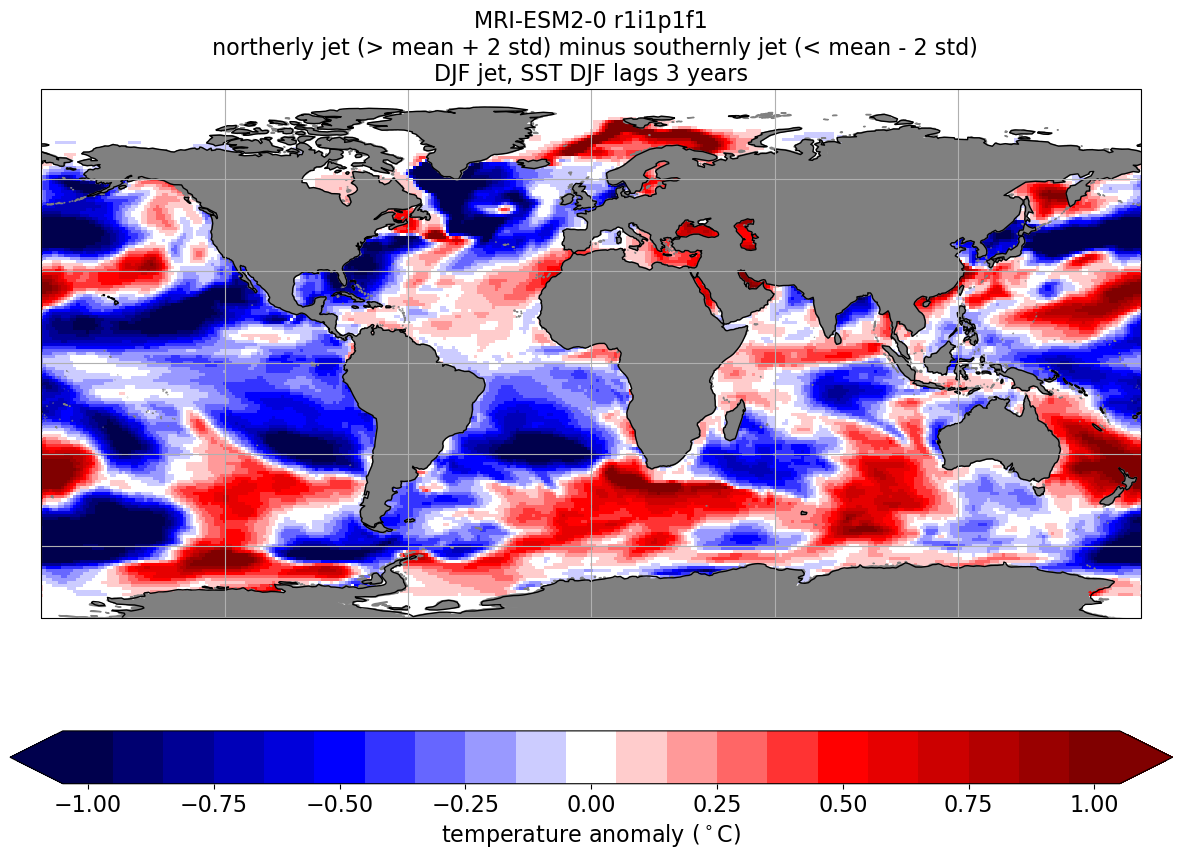 MRI-ESM2-0 r1i1p1f1
northerly jet (> mean + 2 std) minus southernly jet (< mean - 2 std)
DJF jet, SST DJF lags 3 years
−1.00 −0.75 −0.50 −0.25 0.00 0.25 0.50 0.75 1.00
temperature anomaly (°C)